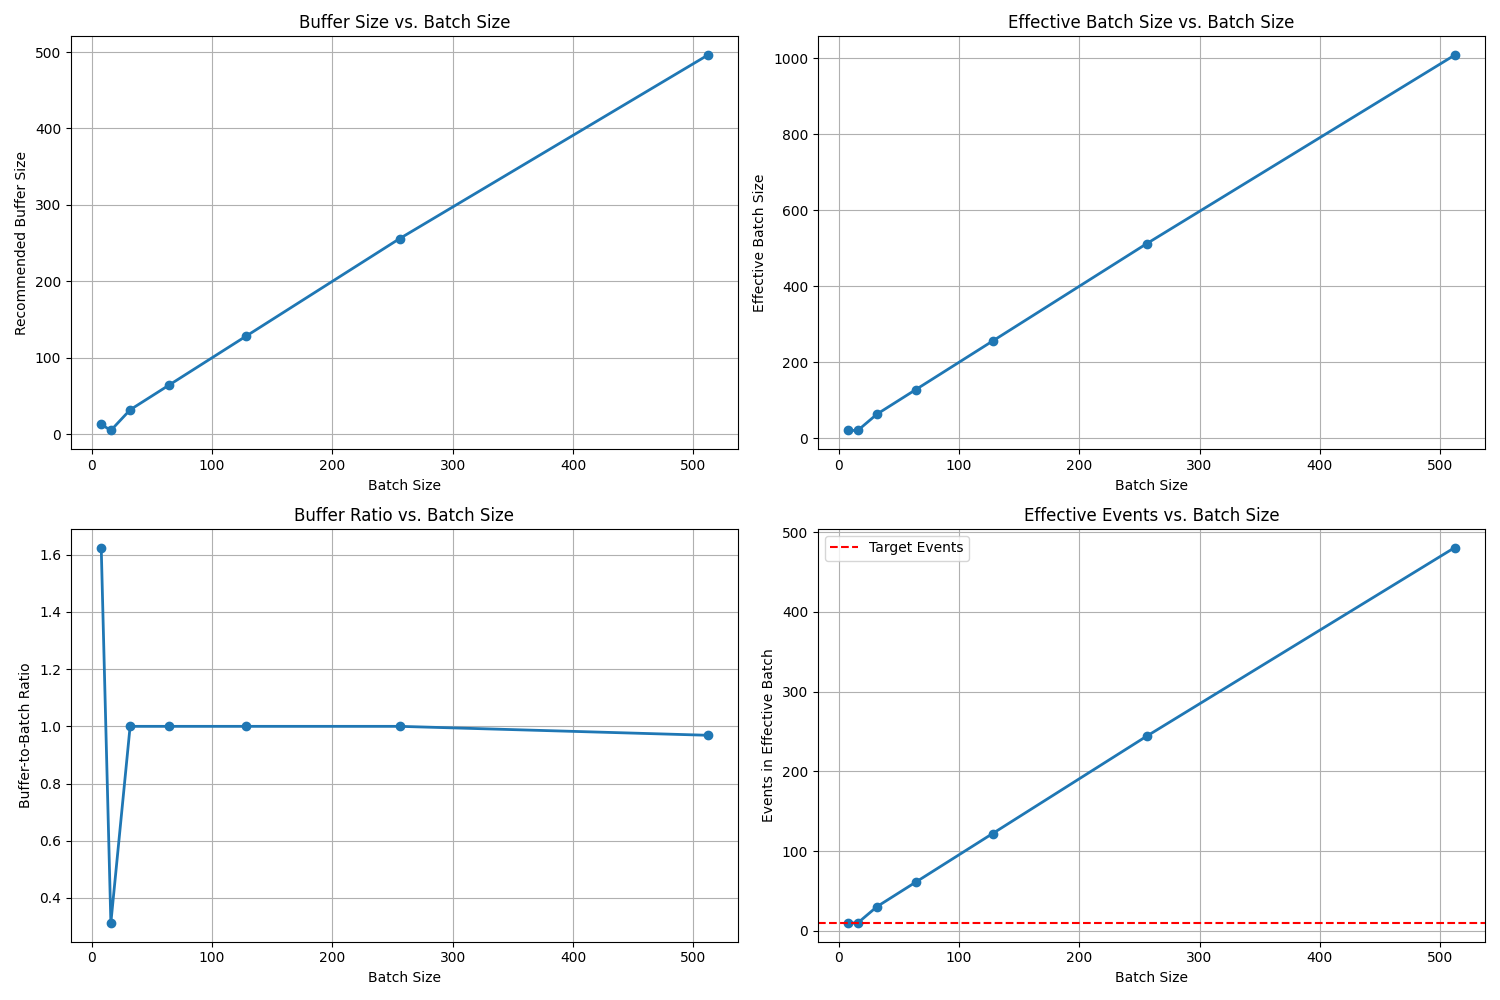 Buffer Size vs. Batch Size
Recommended Buffer Size
500
400
300
200
100
0
0 100 200 300 400 500
Batch Size
Effective Batch Size vs. Batch Size
Effective Batch Size
1000
800
600
400
200
0
0 100 200 300 400 500
Batch Size
Buffer Ratio vs. Batch Size
Buffer-to-Batch Ratio
1.6
1.4
1.2
1.0
0.8
0.6
0.4
0 100 200 300 400 500
Batch Size
Effective Events vs. Batch Size
Target Events
Events in Effective Batch
500
400
300
200
100
0
0 100 200 300 400 500
Batch Size